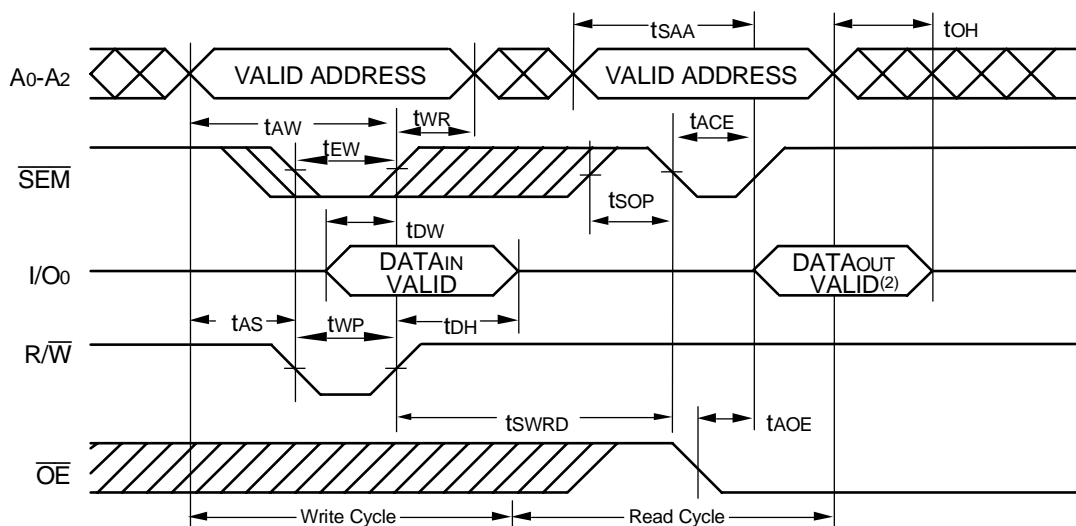 tSAA
tOH
A0-A2
VALID ADDRESS
VALID ADDRESS
tAW
tWR
tACE
tEW
SEM
tSOP
tDW
I/O0
DATAIN
VALID
DATAOUT
VALID(2)
tAS
tWP
tDH
R/W
tSWRD
tAOE
OE
Write Cycle
Read Cycle